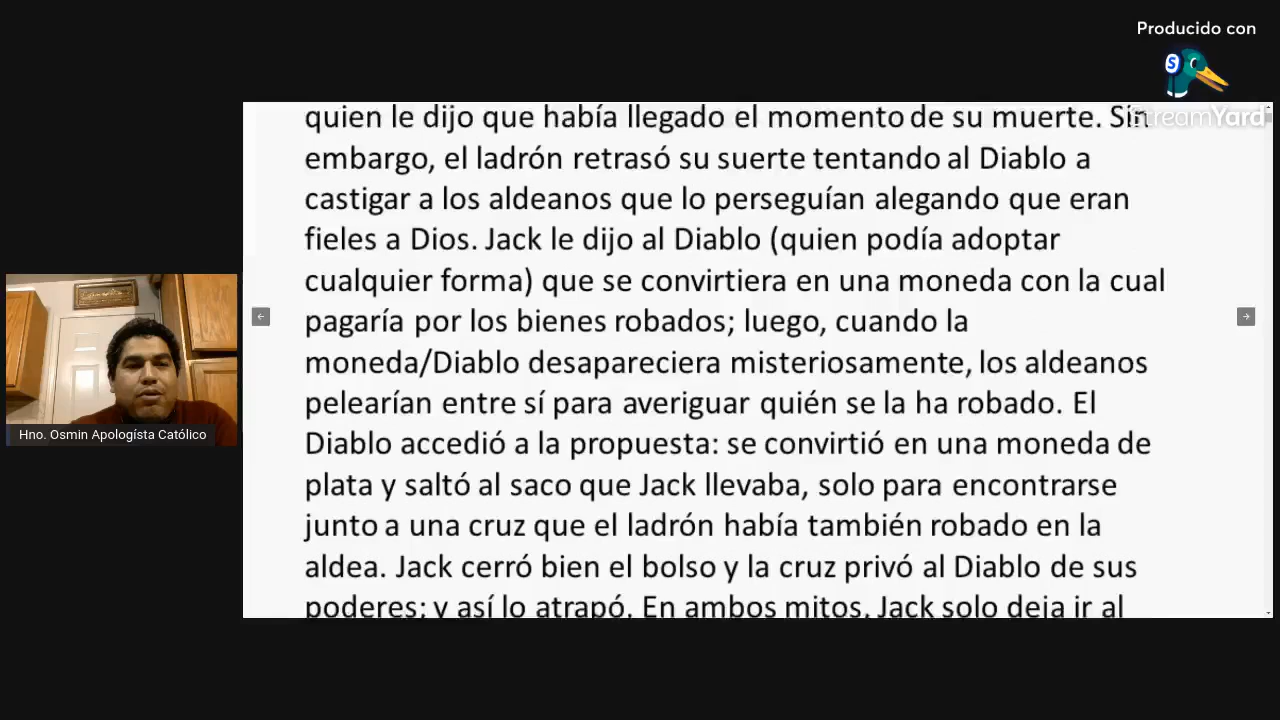 Producido con
StreamYard
quien le dijo que había llegado el momento de su muerte. Sin
embargo, el ladrón retrasó su suerte tentando al Diablo a
castigar a los aldeanos que lo perseguían alegando que eran
fieles a Dios. Jack le dijo al Diablo (quien podía adoptar
cualquier forma) que se convirtiera en una moneda con la cual
pagaría por los bienes robados; luego, cuando la
moneda/Diablo desapareciera misteriosamente, los aldeanos
pelearían entre sí para averiguar quién se la ha robado. El
Diablo accedió a la propuesta: se convirtió en una moneda de
plata y saltó al saco que Jack llevaba, solo para encontrarse
junto a una cruz que el ladrón había también robado en la
aldea. Jack cerró bien el bolso y la cruz privó al Diablo de sus
poderes; y así lo atrapó. En ambos mitos, Jack solo deja ir al
Hno. Osmin Apologísta Católico